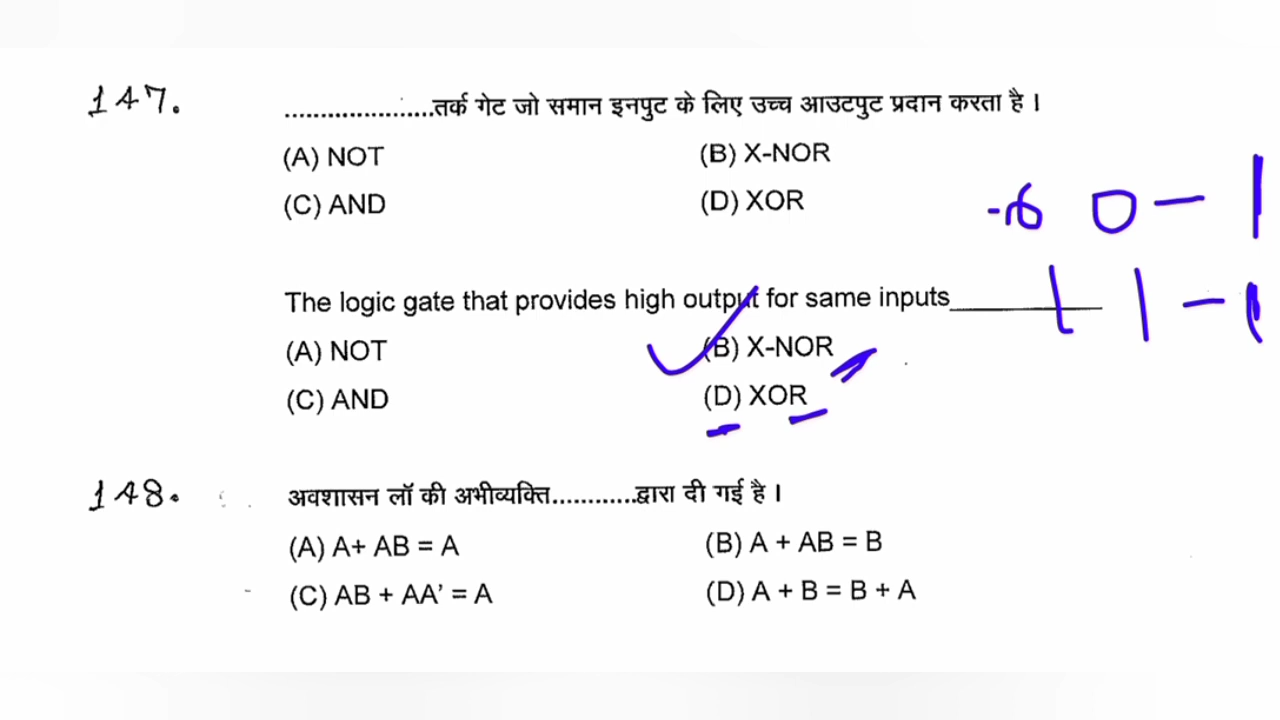 147.
.....................तर्क गेट जो समान इनपुट के लिए उच्च आउटपुट प्रदान करता है ।
(A) NOT (B) X-NOR
(C) AND (D) XOR
0 – 1
The logic gate that provides high output for same inputs__________
1 1 – 1
(A) NOT (B) X-NOR
(C) AND (D) XOR
148.
अवशासन लॉ की अभीव्यक्ति............द्वारा दी गई है ।
(A) A+ AB = A (B) A + AB = B
(C) AB + AA' = A (D) A + B = B + A